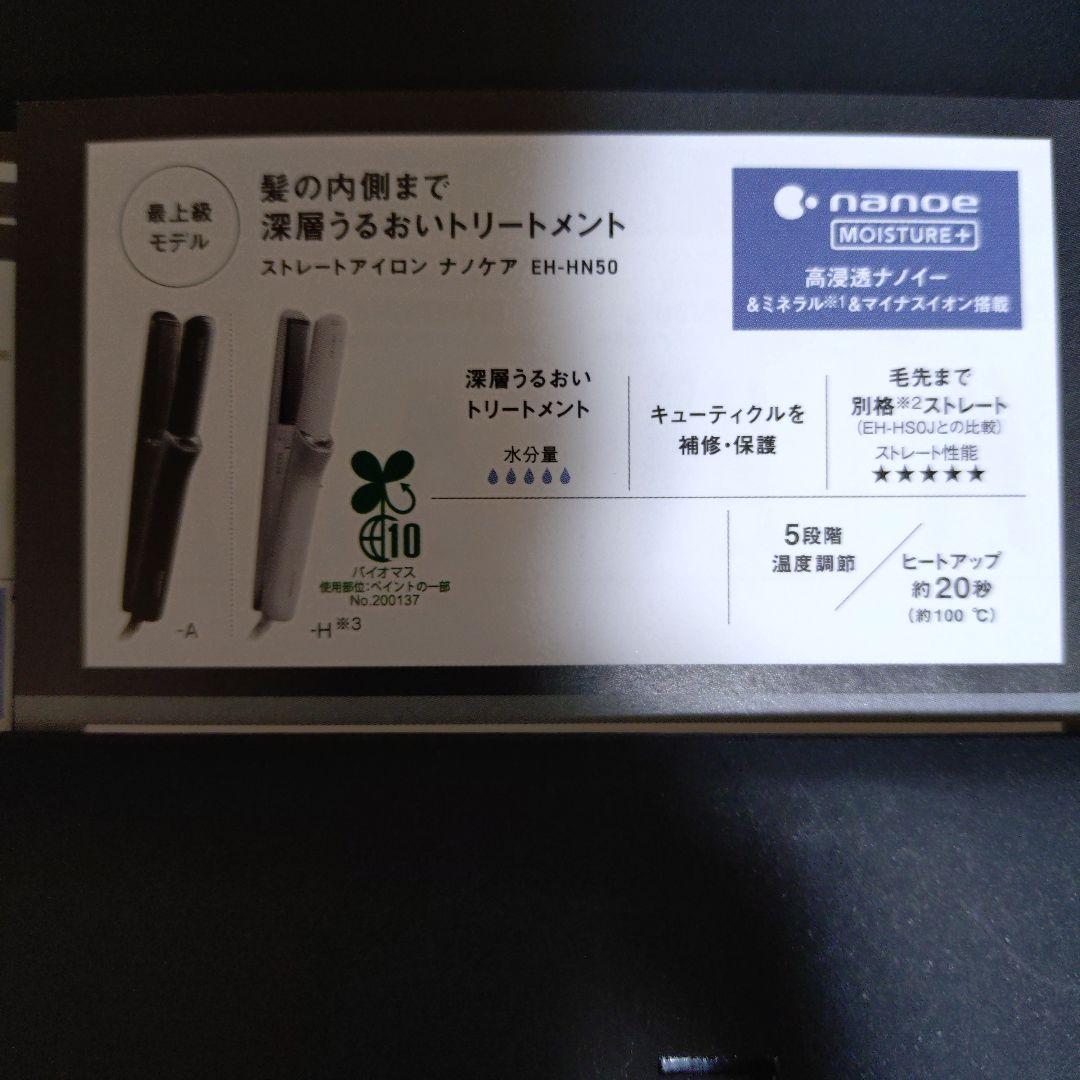 最上級
モデル
髪の内側まで
深層うるおいトリートメント
ストレートアイロン ナノケア EH-HN50
nanoe
MOISTURE+
高浸透ナノイー
&ミネラル※1&マイナスイオン搭載
深層うるおい
トリートメント
水分量
キューティクルを
補修・保護
毛先まで
別格※2ストレート
(EH-HS0Jとの比較)
ストレート性能
★★★★★
10
バイオマス
使用部位:ペイントの一部
No.200137
-A
-H※3
5段階
温度調節
ヒートアップ
約20秒
(約100 ℃)